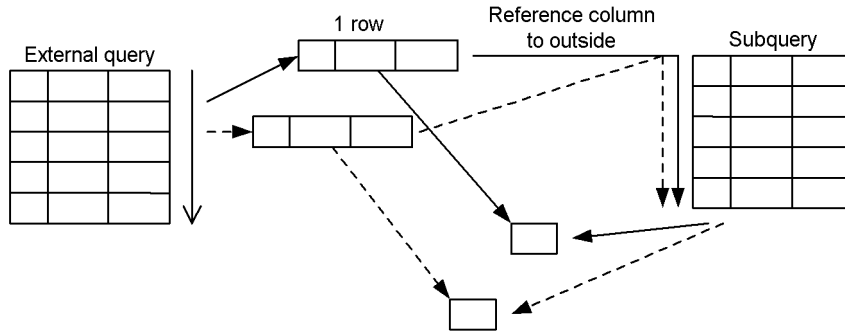 External query
1 row
Reference column
to outside
Subquery